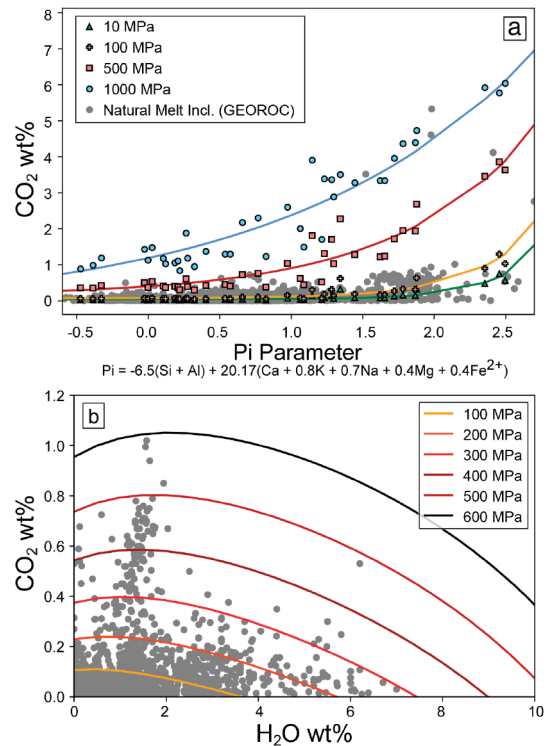 a
10 MPa
100 MPa
500 MPa
1000 MPa
Natural Melt Incl. (GEOROC)
8
7
6
5
4
3
2
1
0
CO2 wt%
-0.5 0.0 0.5 1.0 1.5 2.0 2.5
Pi Parameter
Pi = -6.5(Si + Al) + 20.17(Ca + 0.8K + 0.7Na + 0.4Mg + 0.4Fe2+)
b
100 MPa
200 MPa
300 MPa
400 MPa
500 MPa
600 MPa
1.2
1.0
0.8
0.6
0.4
0.2
0.0
CO2 wt%
0 2 4 6 8 10
H2O wt%